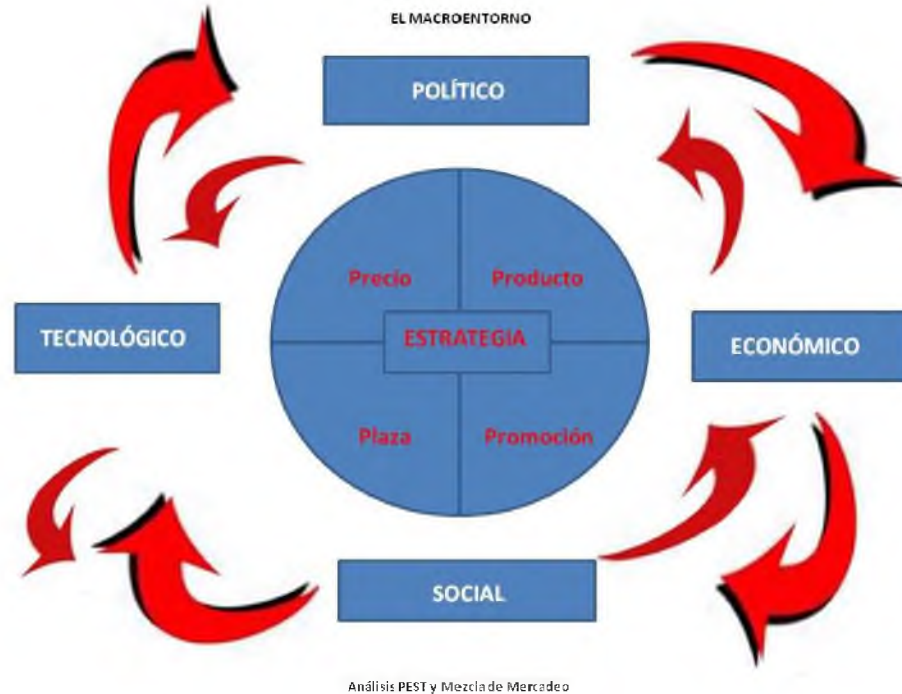 EL MACROENTORNO
POLÍTICO
Precio
Producto
TECNOLÓGICO
ESTRATEGIA
ECONÓMICO
Plaza
Promoción
SOCIAL
Análisis PEST y Mezcla de Mercadeo